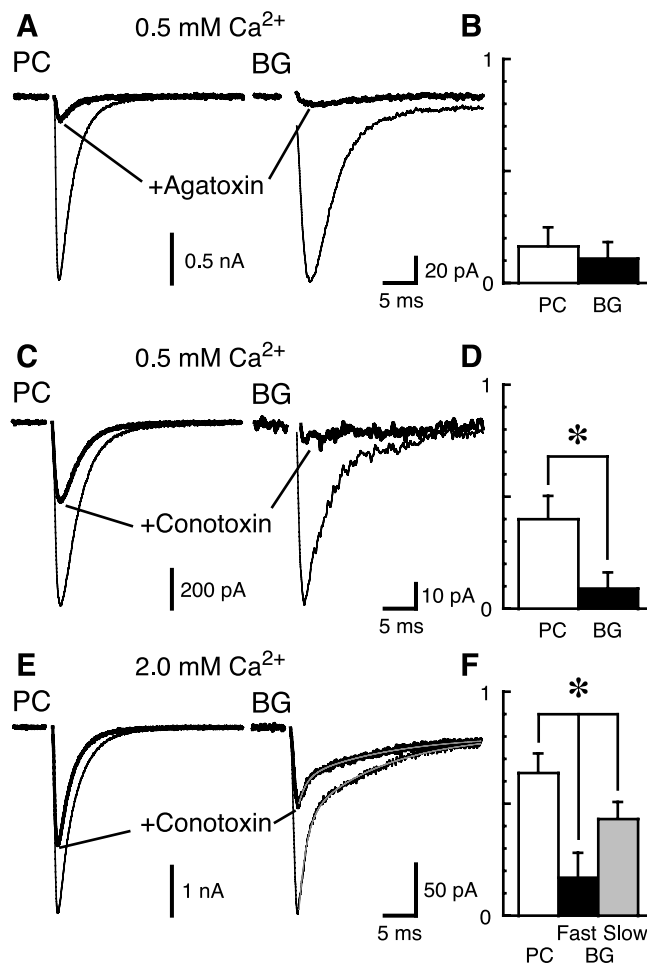 A 0.5 mM Ca2+ B
PC BG 1
+Agatoxin
0.5 nA 20 pA
5 ms 0
PC BG
C 0.5 mM Ca2+ D
PC BG 1
*
+Conotoxin
200 pA 10 pA
5 ms 0
PC BG
E 2.0 mM Ca2+ F
PC BG 1
*
+Conotoxin
1 nA 50 pA
5 ms 0
Fast Slow
PC BG